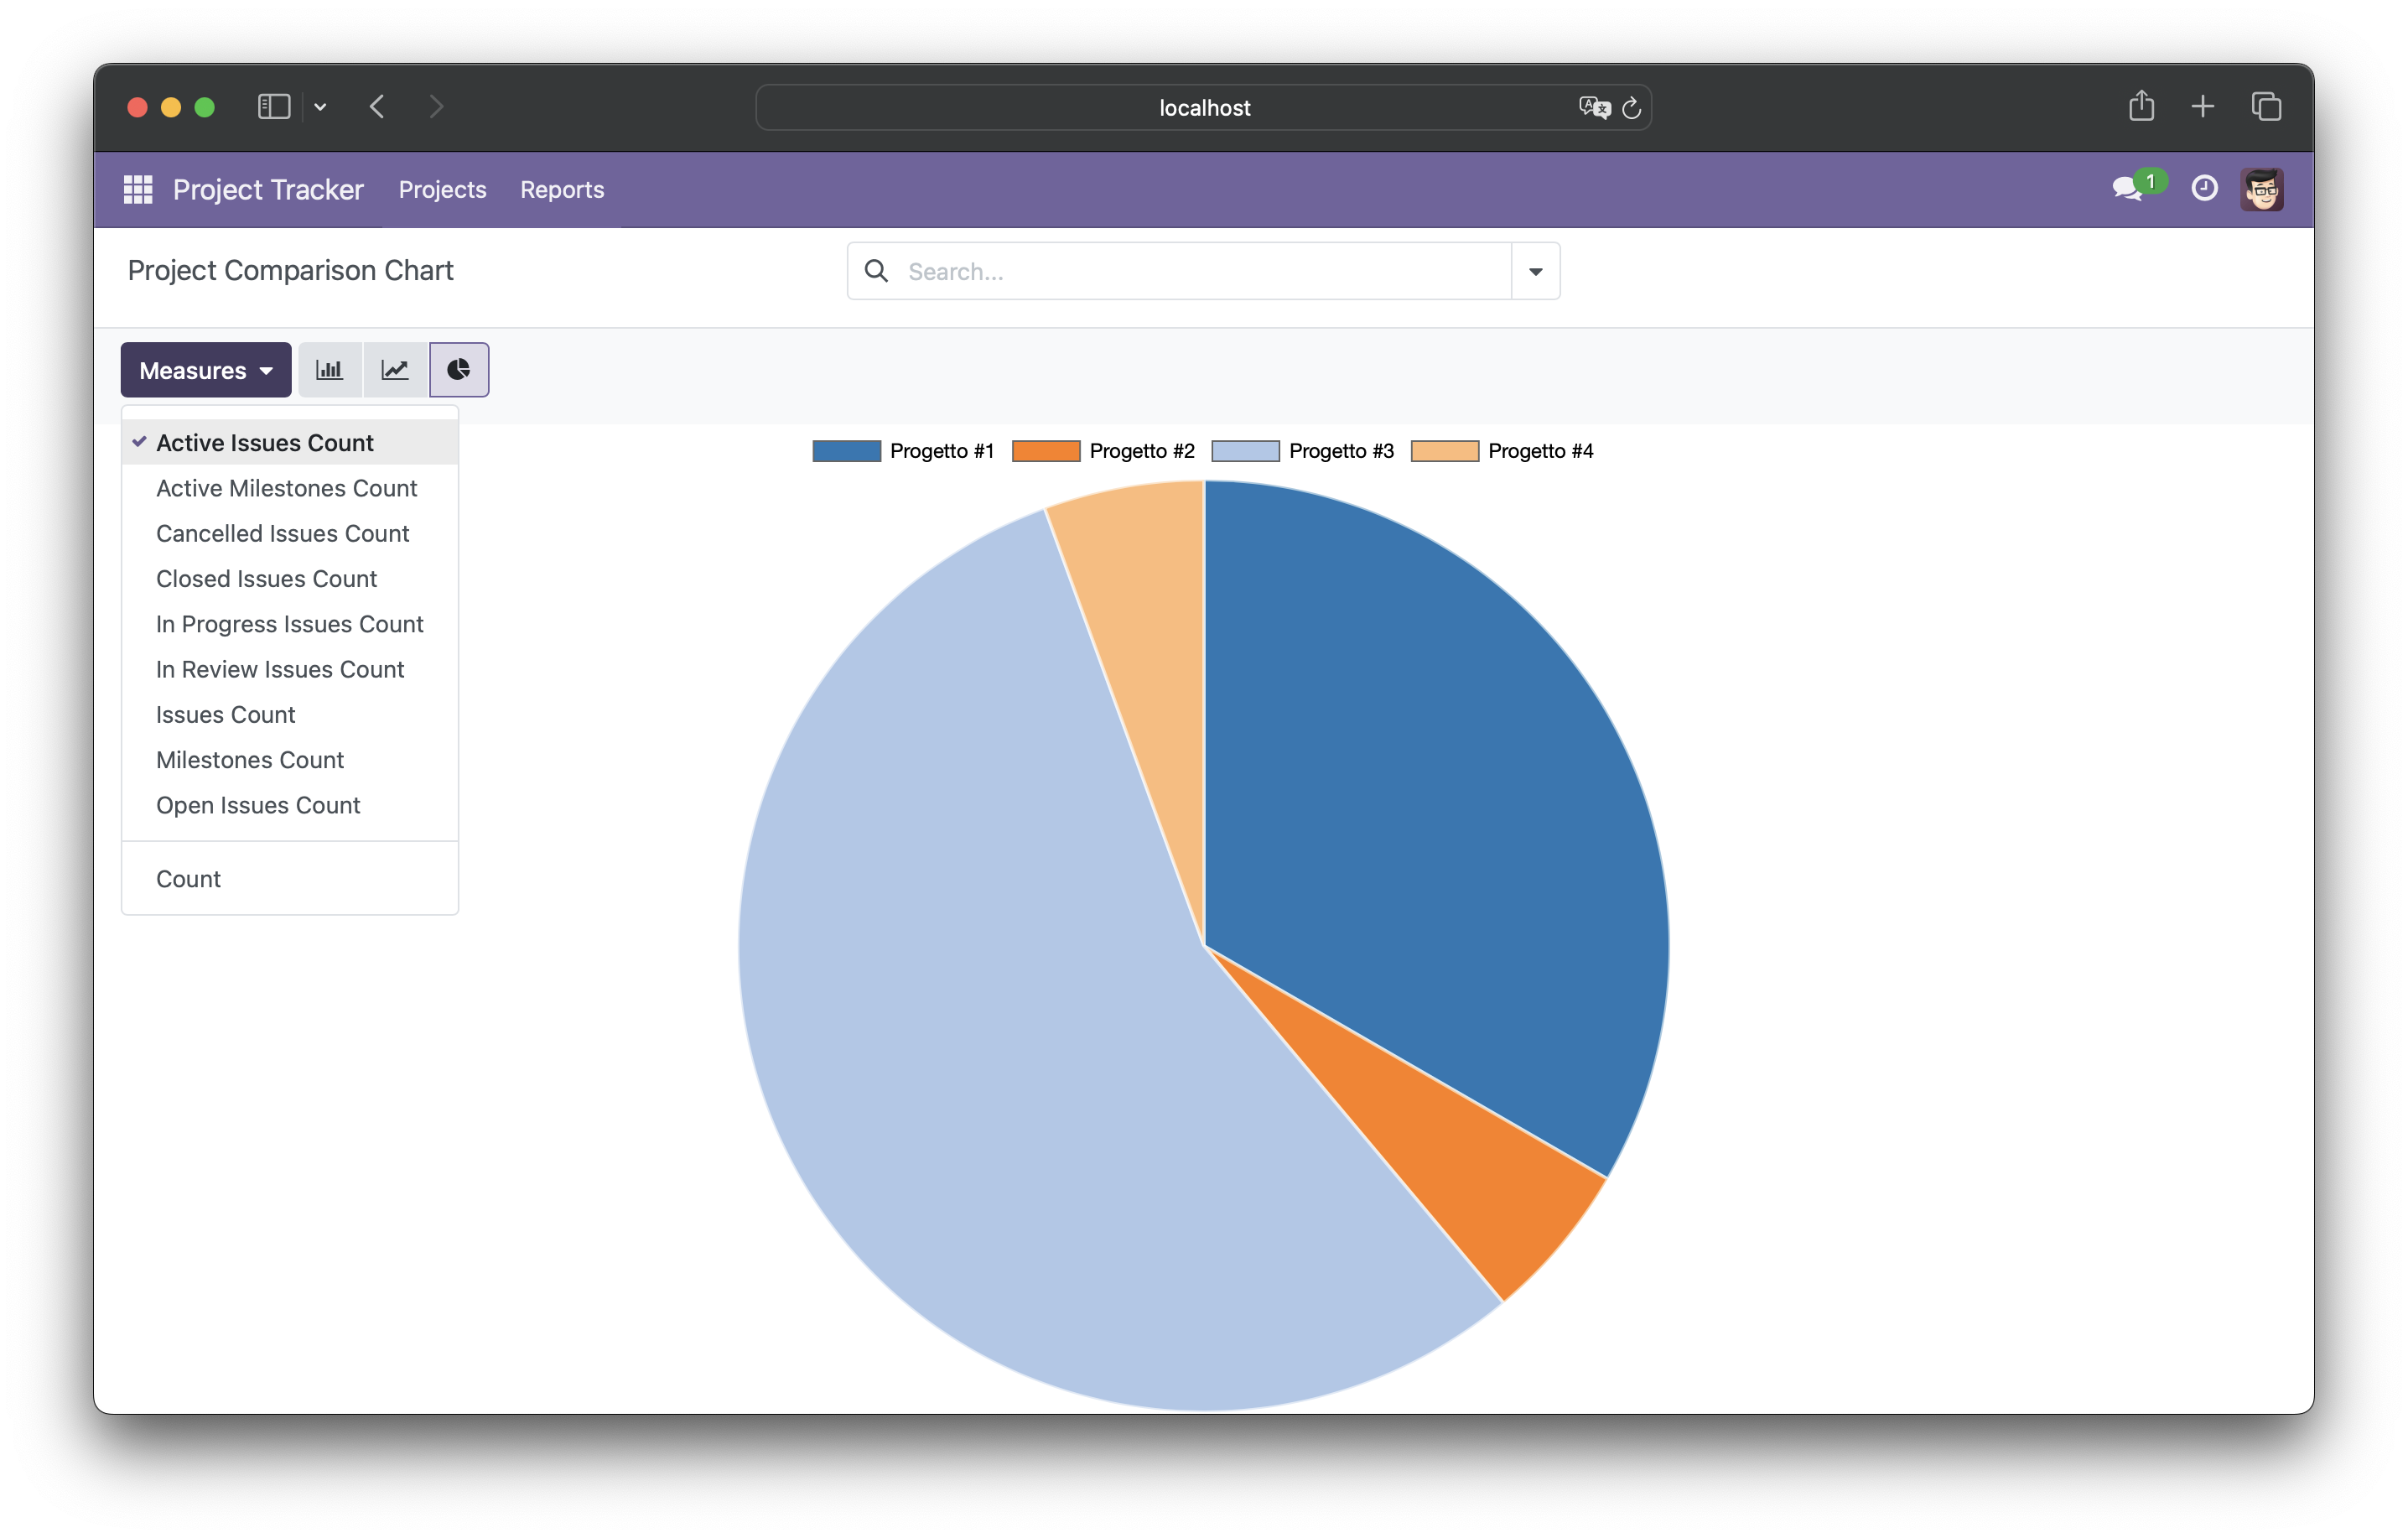 localhost
Project Tracker Projects Reports 1
Project Comparison Chart Search...
Measures
Active Issues Count
Active Milestones Count
Cancelled Issues Count
Closed Issues Count
In Progress Issues Count
In Review Issues Count
Issues Count
Milestones Count
Open Issues Count
Count
Progetto #1 Progetto #2 Progetto #3 Progetto #4